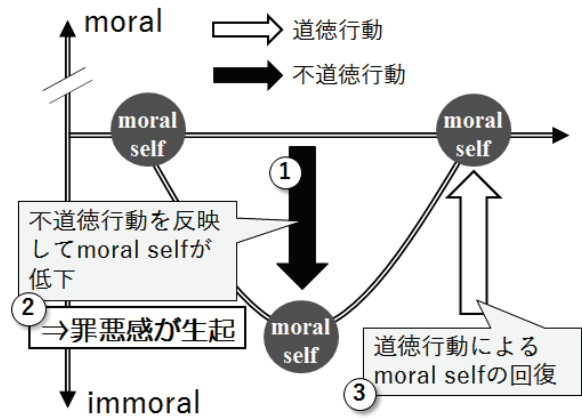 moral
道徳行動
不道徳行動
moral
self
moral
self
1
不道徳行動を反映
してmoral selfが
低下
2
⇒罪悪感が生起
moral
self
道徳行動による
moral selfの回復
3
immoral